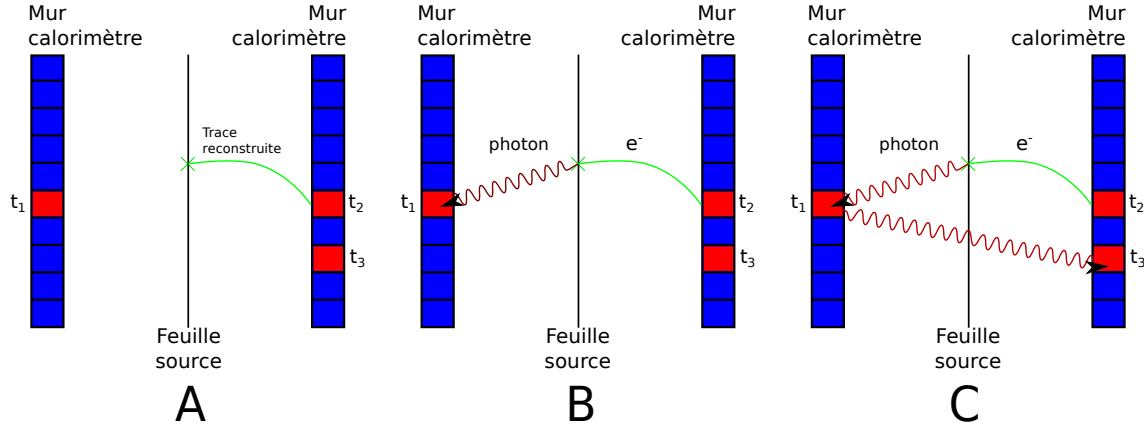 Mur
calorimètre
Mur
calorimètre
Trace
reconstruite
t1
t2
t3
Feuille
source
A
Mur
calorimètre
Mur
calorimètre
photon
e-
t1
t2
t3
Feuille
source
B
Mur
calorimètre
Mur
calorimètre
photon
e-
t1
t2
t3
Feuille
source
C